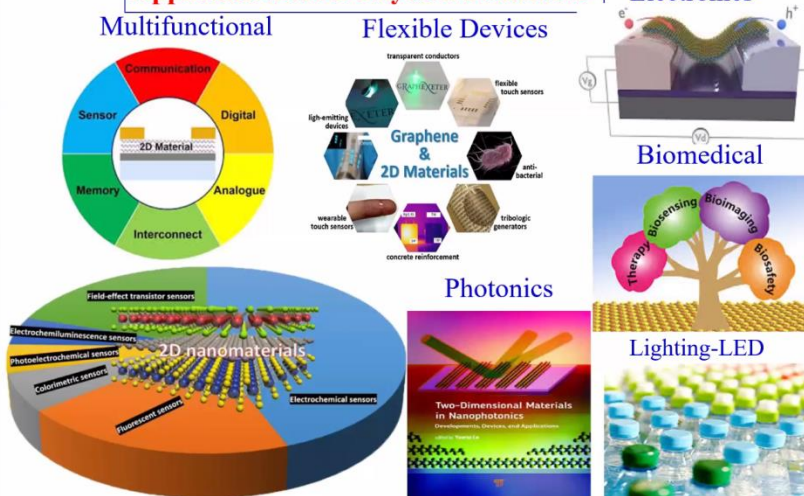 Multifunctional
Communication
Sensor
Digital
2D Material
Memory
Analogue
Interconnect
Flexible Devices
transparent conductors
GRAPHEXETER
flexible
touch sensors
ligh-emitting
devices
Graphene
&
2D Materials
anti-
bacterial
wearable
touch sensors
tribologic
generators
concrete reinforcement
e-
h+
Vg
Vd
Biomedical
Therapy
Biosensing
Bioimaging
Biosafety
Field-effect transistor sensors
Electrochemiluminescence sensors
Photoelectrochemical sensors
Colorimetric sensors
2D nanomaterials
Fluorescent sensors
Electrochemical sensors
Photonics
Two-Dimensional Materials
in Nanophotonics
Developments, Devices, and Applications
Lighting-LED